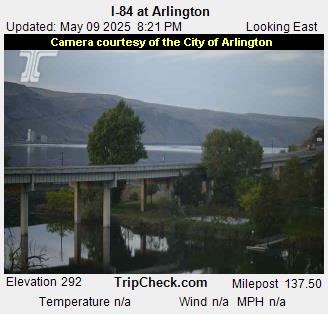 I-84 at Arlington
Updated: May 09 2025 8:21 PM Looking East
Camera courtesy of the City of Arlington
Elevation 292 TripCheck.com Milepost 137.50
Temperature n/a Wind n/a MPH n/a